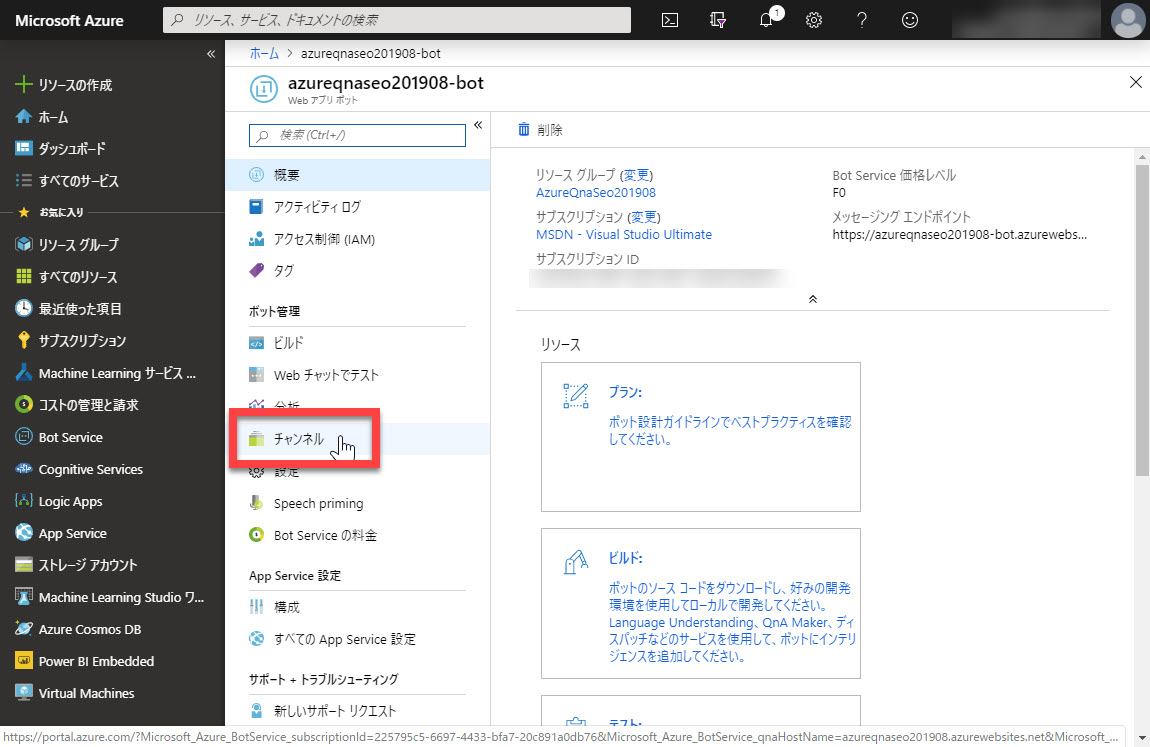 Microsoft Azure
リソース、サービス、ドキュメントの検索
1
リソースの作成
ホーム
ダッシュボード
すべてのサービス
お気に入り
リソース グループ
すべてのリソース
最近使った項目
サブスクリプション
Machine Learning サービス ...
コストの管理と請求
Bot Service
Cognitive Services
Logic Apps
App Service
ストレージ アカウント
Machine Learning Studio ワ...
Azure Cosmos DB
Power BI Embedded
Virtual Machines
ホーム > azureqnaseo201908-bot
azureqnaseo201908-bot
Web アプリ ボット
検索 (Ctrl+/)
概要
アクティビティ ログ
アクセス制御 (IAM)
タグ
ボット管理
ビルド
Web チャットでテスト
分析
チャンネル
設定
Speech priming
Bot Service の料金
App Service 設定
構成
すべての App Service 設定
サポート + トラブルシューティング
新しいサポート リクエスト
削除
リソース グループ (変更)
AzureQnaSeo201908
サブスクリプション (変更)
MSDN - Visual Studio Ultimate
サブスクリプション ID
Bot Service 価格レベル
F0
メッセージング エンドポイント
https://azureqnaseo201908-bot.azurewebs...
リソース
プラン:
ボット設計ガイドラインでベストプラクティスを確認
してください。
ビルド:
ボットのソース コードをダウンロードし、好みの開発
環境を使用してローカルで開発してください。
Language Understanding、QnA Maker、ディ
スパッチなどのサービスを使用して、ボットにインテリ
ジェンスを追加してください。
テスト:
https://portal.azure.com/?Microsoft_Azure_BotService_subscriptionId=225795c5-6697-4433-bfa7-20c891a0db76&Microsoft_Azure_BotService_qnaHostName=azureqnaseo201908.azurewebsites.net&Microsoft_...